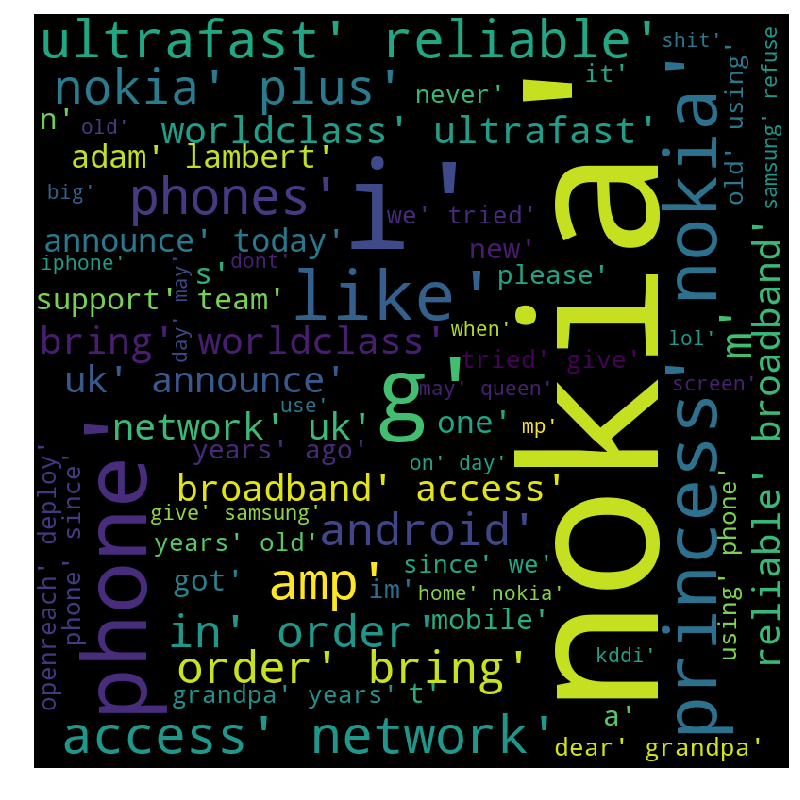 ultrafast' reliable'
shit'
nokia' plus'
never'
'
it'
n'
old'
worldclass' ultrafast'
adam' lambert'
big'
phones'
i'
we' tried'
announce' today'
new'
iphone'
s'
dont'
please'
support' team'
day' may'
like'
when'
lol'
bring' worldclass'
tried' give'
uk' announce'
g'
may' queen'
screen'
use'
network' uk'
one'
mp'
years' ago'
on' day'
broadband' access'
give' samsung'
android'
years' old'
since' we'
got'
amp'
im'
home' nokia'
in' order'
mobile'
kddi'
order' bring'
grandpa' years'
t'
a'
access' network'
dear' grandpa'
nokia
phone'
princess' nokia'
m'
old' using'
samsung' refuse
reliable' broadband'
using' phone'
openreach' deploy'
phone' since'